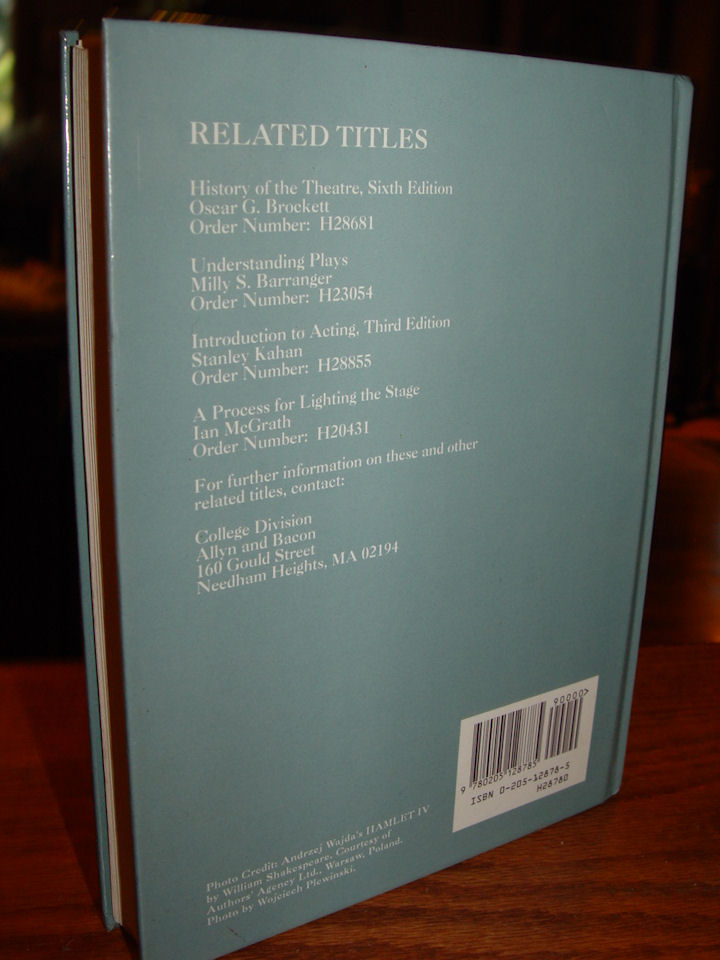 RELATED TITLES
History of the Theatre, Sixth Edition
Oscar G. Brockett
Order Number: H28681
Understanding Plays
Milly S. Barranger
Order Number: H23054
Introduction to Acting, Third Edition
Stanley Kahan
Order Number: H28855
A Process for Lighting the Stage
Ian McGrath
Order Number: H20431
For further information on these and other
related titles, contact:
College Division
Allyn and Bacon
160 Gould Street
Needham Heights, MA 02194
90000>
9 780205 128785
ISBN 0-205-12878-5
H28780
Photo Credit: Andrzej Wajda's HAMLET IV
by William Shakespeare. Courtesy of
Authors' Agency Ltd., Warsaw, Poland.
Photo by Wojciech Plewinski.